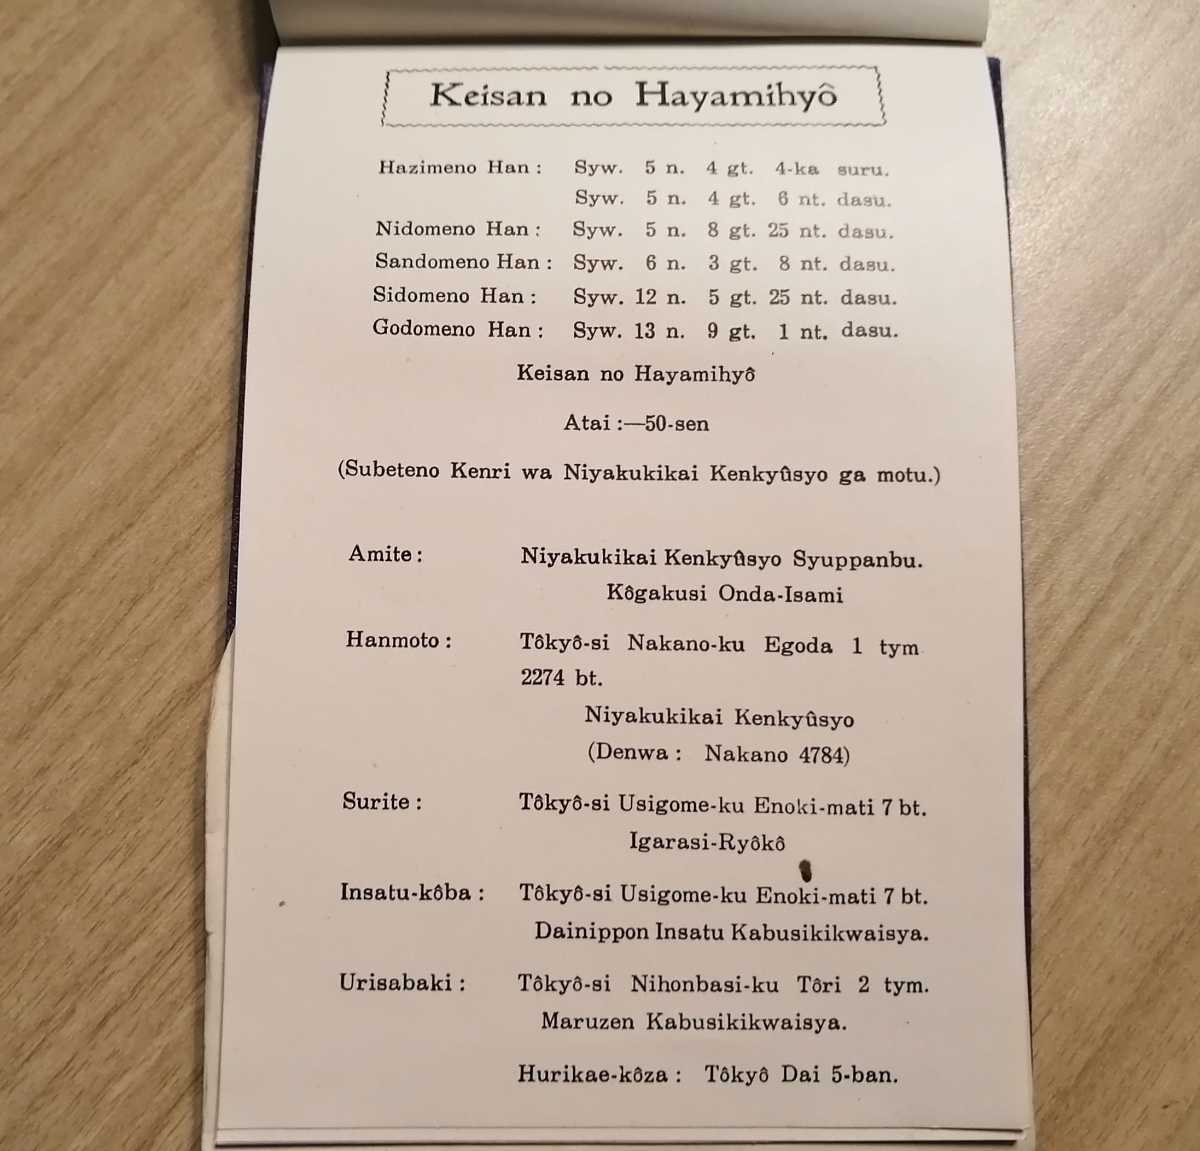 Keisan no Hayamihyô
Hazimeno Han : Syw. 5 n. 4 gt. 4-ka suru.
Syw. 5 n. 4 gt. 6 nt. dasu.
Nidomeno Han : Syw. 5 n. 8 gt. 25 nt. dasu.
Sandomeno Han : Syw. 6 n. 3 gt. 8 nt. dasu.
Sidomeno Han : Syw. 12 n. 5 gt. 25 nt. dasu.
Godomeno Han : Syw. 13 n. 9 gt. 1 nt. dasu.
Keisan no Hayamihyô
Atai :—50-sen
(Subeteno Kenri wa Niyakukikai Kenkyûsyo ga motu.)
Amite : Niyakukikai Kenkyûsyo Syuppanbu.
Kôgakusi Onda-Isami
Hanmoto : Tôkyô-si Nakano-ku Egoda 1 tym
2274 bt.
Niyakukikai Kenkyûsyo
(Denwa : Nakano 4784)
Surite : Tôkyô-si Usigome-ku Enoki-mati 7 bt.
Igarasi-Ryôkô
Insatu-kôba : Tôkyô-si Usigome-ku Enoki-mati 7 bt.
Dainippon Insatu Kabusikikwaisya.
Urisabaki : Tôkyô-si Nihonbasi-ku Tôri 2 tym.
Maruzen Kabusikikwaisya.
Hurikae-kôza : Tôkyô Dai 5-ban.